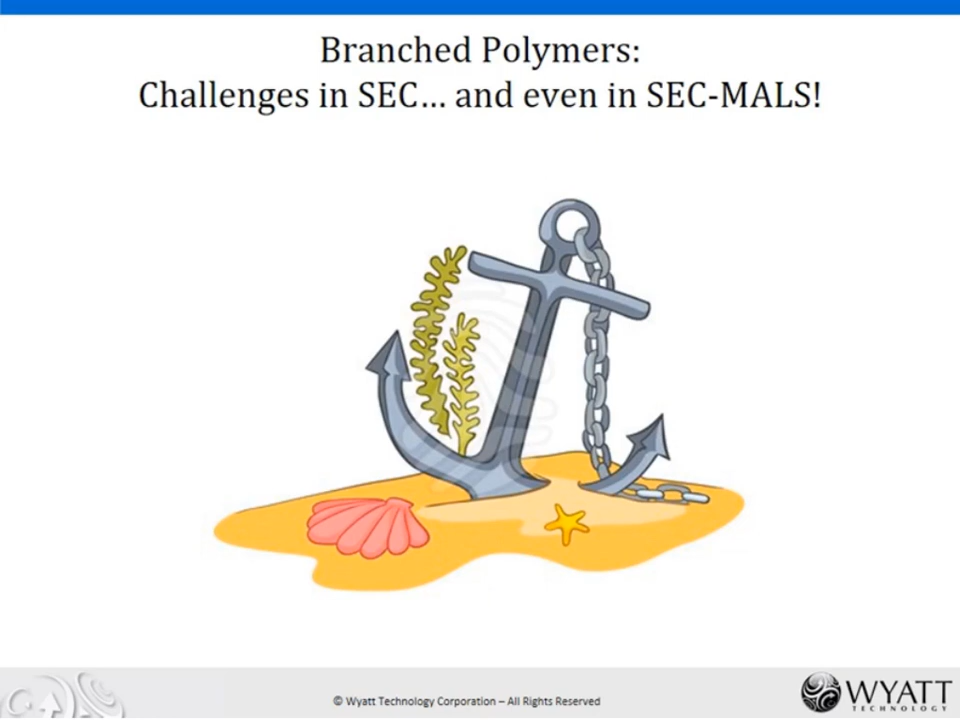 Branched Polymers:
Challenges in SEC… and even in SEC-MALS!
© Wyatt Technology Corporation – All Rights Reserved
WYATT
TECHNOLOGY